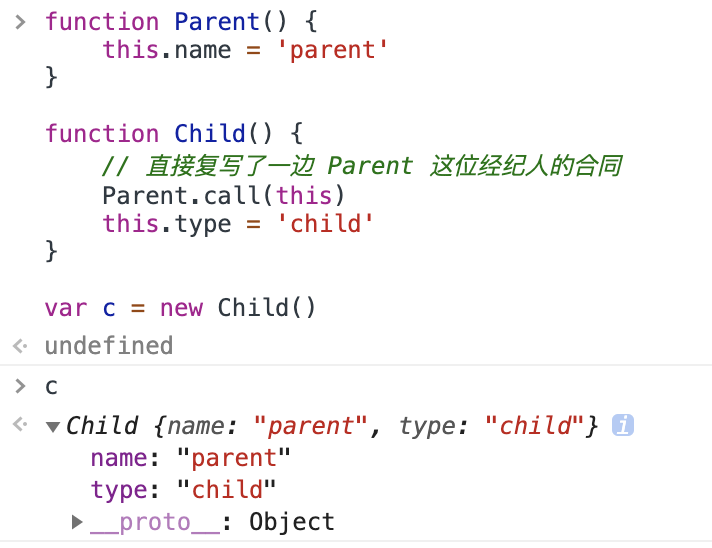 function Parent() {
    this.name = 'parent'
}
function Child() {
    // 直接复写了一边 Parent 这位经纪人的合同
    Parent.call(this)
    this.type = 'child'
}
var c = new Child()
undefined
c
Child {name: "parent", type: "child"} i
name: "parent"
type: "child"
__proto__: Object